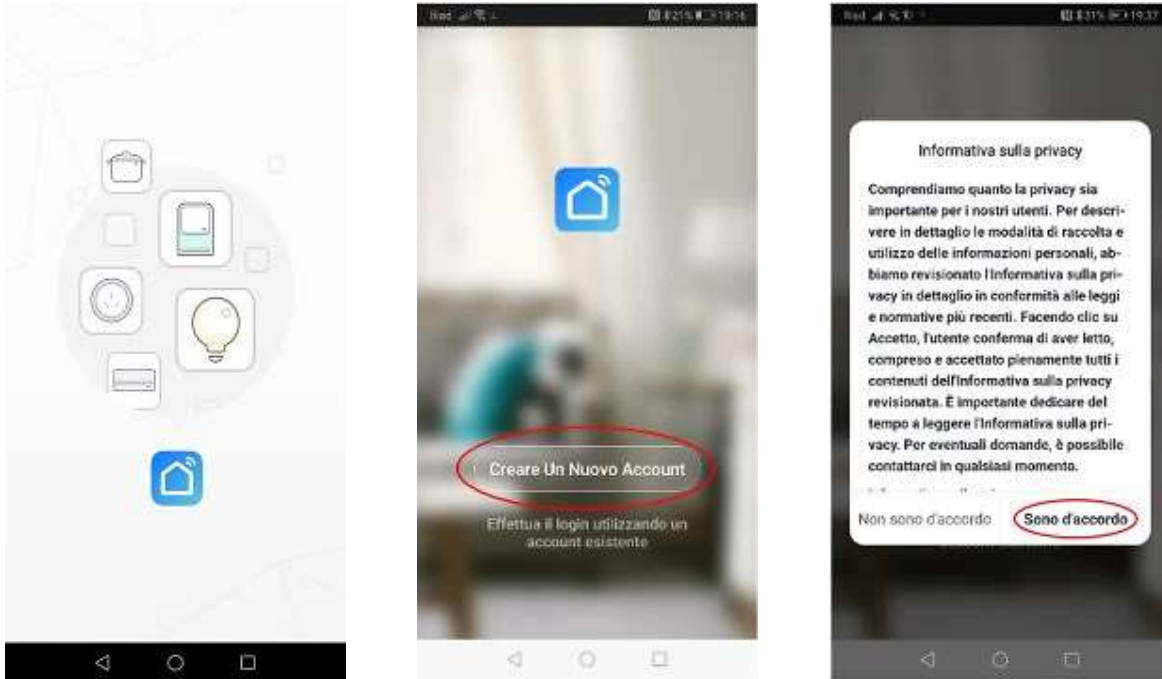 19:16
Creare Un Nuovo Account
Effettua il login utilizzando un
account esistente
19:37
Informativa sulla privacy
Comprendiamo quanto la privacy sia
importante per i nostri utenti. Per descri-
vere in dettaglio le modalità di raccolta e
utilizzo delle informazioni personali, ab-
biamo revisionato l'Informativa sulla pri-
vacy in dettaglio in conformità alle leggi
e normative più recenti. Facendo clic su
Accetto, l'utente conferma di aver letto,
compreso e accettato pienamente tutti i
contenuti dell'Informativa sulla privacy
revisionata. È importante dedicare del
tempo a leggere l'Informativa sulla pri-
vacy. Per eventuali domande, è possibile
contattarci in qualsiasi momento.
Non sono d'accordo Sono d'accordo